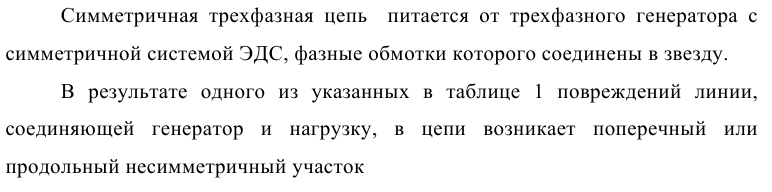 Симметричная трехфазная цепь питается от трехфазного генератора с
симметричной системой ЭДС, фазные обмотки которого соединены в звезду.
В результате одного из указанных в таблице 1 повреждений линии,
соединяющей генератор и нагрузку, в цепи возникает поперечный или
продольный несимметричный участок